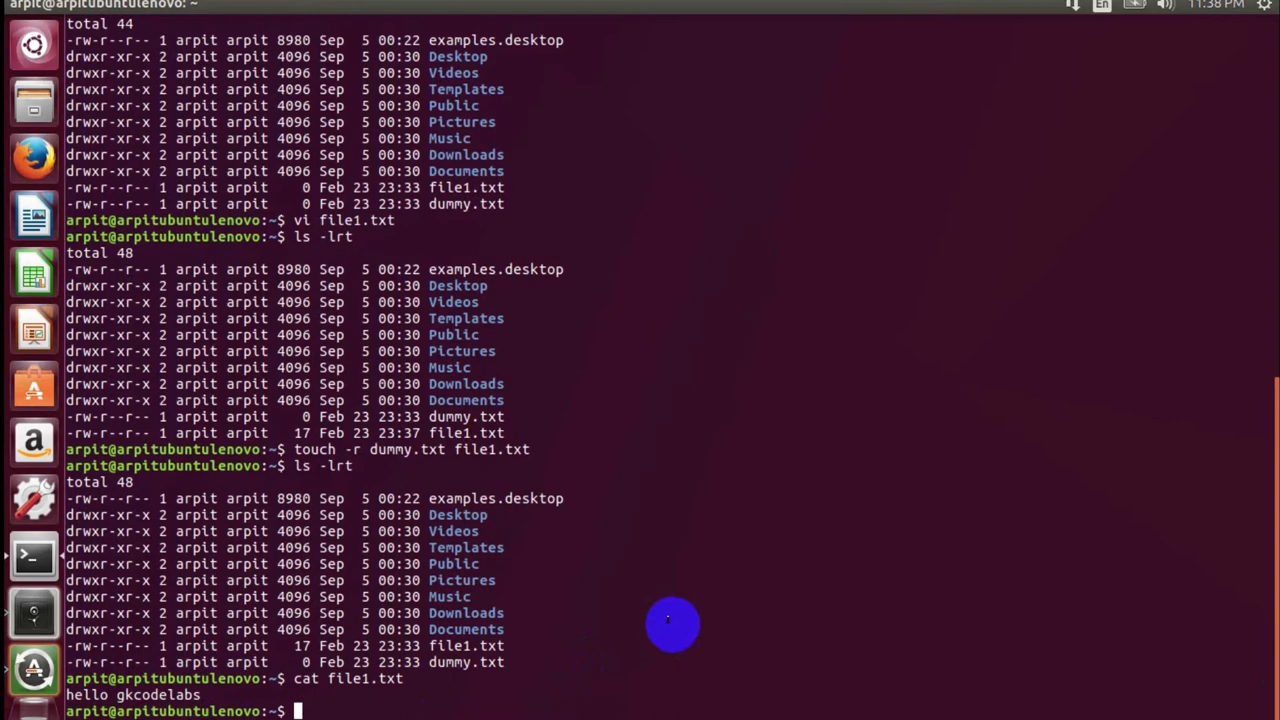 arpit@arpitubuntulenovo: ~
En
11:38 PM
total 44
-rw-r--r-- 1 arpit arpit 8980 Sep  5 00:22 examples.desktop
drwxr-xr-x 2 arpit arpit 4096 Sep  5 00:30 Desktop
drwxr-xr-x 2 arpit arpit 4096 Sep  5 00:30 Videos
drwxr-xr-x 2 arpit arpit 4096 Sep  5 00:30 Templates
drwxr-xr-x 2 arpit arpit 4096 Sep  5 00:30 Public
drwxr-xr-x 2 arpit arpit 4096 Sep  5 00:30 Pictures
drwxr-xr-x 2 arpit arpit 4096 Sep  5 00:30 Music
drwxr-xr-x 2 arpit arpit 4096 Sep  5 00:30 Downloads
drwxr-xr-x 2 arpit arpit 4096 Sep  5 00:30 Documents
-rw-r--r-- 1 arpit arpit    0 Feb 23 23:33 file1.txt
-rw-r--r-- 1 arpit arpit    0 Feb 23 23:33 dummy.txt
arpit@arpitubuntulenovo:~$ vi file1.txt
arpit@arpitubuntulenovo:~$ ls -lrt
total 48
-rw-r--r-- 1 arpit arpit 8980 Sep  5 00:22 examples.desktop
drwxr-xr-x 2 arpit arpit 4096 Sep  5 00:30 Desktop
drwxr-xr-x 2 arpit arpit 4096 Sep  5 00:30 Videos
drwxr-xr-x 2 arpit arpit 4096 Sep  5 00:30 Templates
drwxr-xr-x 2 arpit arpit 4096 Sep  5 00:30 Public
drwxr-xr-x 2 arpit arpit 4096 Sep  5 00:30 Pictures
drwxr-xr-x 2 arpit arpit 4096 Sep  5 00:30 Music
drwxr-xr-x 2 arpit arpit 4096 Sep  5 00:30 Downloads
drwxr-xr-x 2 arpit arpit 4096 Sep  5 00:30 Documents
-rw-r--r-- 1 arpit arpit    0 Feb 23 23:33 dummy.txt
-rw-r--r-- 1 arpit arpit   17 Feb 23 23:37 file1.txt
arpit@arpitubuntulenovo:~$ touch -r dummy.txt file1.txt
arpit@arpitubuntulenovo:~$ ls -lrt
total 48
-rw-r--r-- 1 arpit arpit 8980 Sep  5 00:22 examples.desktop
drwxr-xr-x 2 arpit arpit 4096 Sep  5 00:30 Desktop
drwxr-xr-x 2 arpit arpit 4096 Sep  5 00:30 Videos
drwxr-xr-x 2 arpit arpit 4096 Sep  5 00:30 Templates
drwxr-xr-x 2 arpit arpit 4096 Sep  5 00:30 Public
drwxr-xr-x 2 arpit arpit 4096 Sep  5 00:30 Pictures
drwxr-xr-x 2 arpit arpit 4096 Sep  5 00:30 Music
drwxr-xr-x 2 arpit arpit 4096 Sep  5 00:30 Downloads
drwxr-xr-x 2 arpit arpit 4096 Sep  5 00:30 Documents
-rw-r--r-- 1 arpit arpit   17 Feb 23 23:33 file1.txt
-rw-r--r-- 1 arpit arpit    0 Feb 23 23:33 dummy.txt
arpit@arpitubuntulenovo:~$ cat file1.txt
hello gkcodelabs
arpit@arpitubuntulenovo:~$